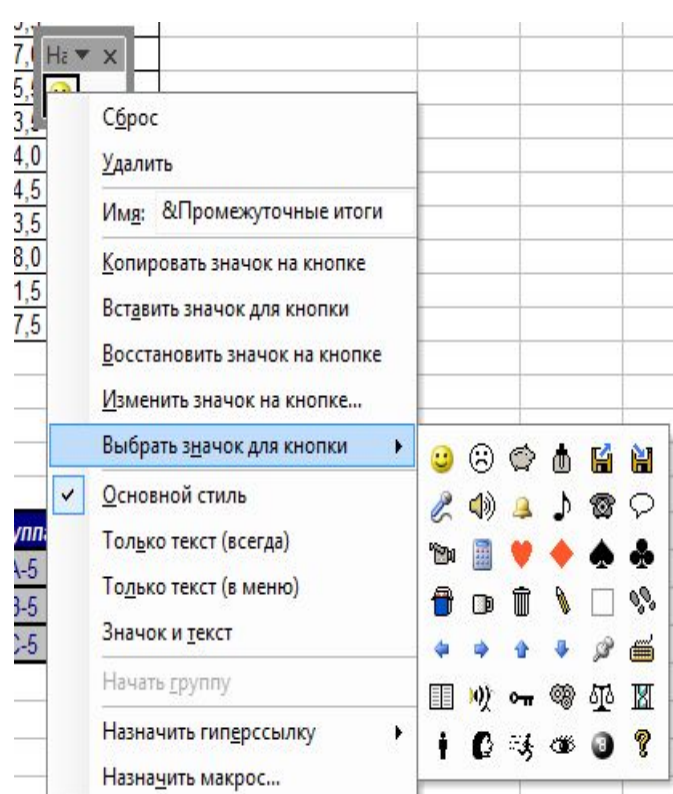 7,0
На
5,5
3,5
4,0
4,5
3,5
8,0
1,5
7,5
Сброс
Удалить
Имя: &Промежуточные итоги
Копировать значок на кнопке
Вставить значок для кнопки
Восстановить значок на кнопке
Изменить значок на кнопке...
Выбрать значок для кнопки
Основной стиль
Только текст (всегда)
Только текст (в меню)
Значок и текст
Начать группу
Назначить гиперссылку
Назначить макрос...
A-5
B-5
C-5
8